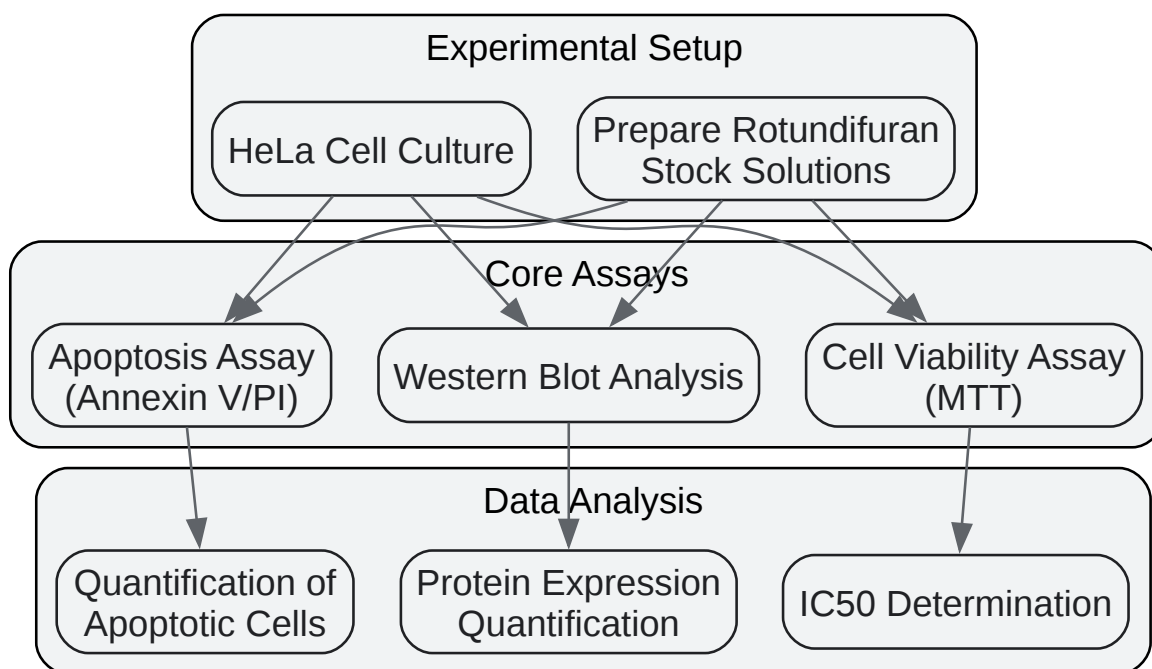 Experimental Setup
HeLa Cell Culture
Prepare Rotundifuran
Stock Solutions
Core Assays
Apoptosis Assay
(Annexin V/PI)
Western Blot Analysis
Cell Viability Assay
(MTT)
Data Analysis
Quantification of
Apoptotic Cells
Protein Expression
Quantification
IC50 Determination